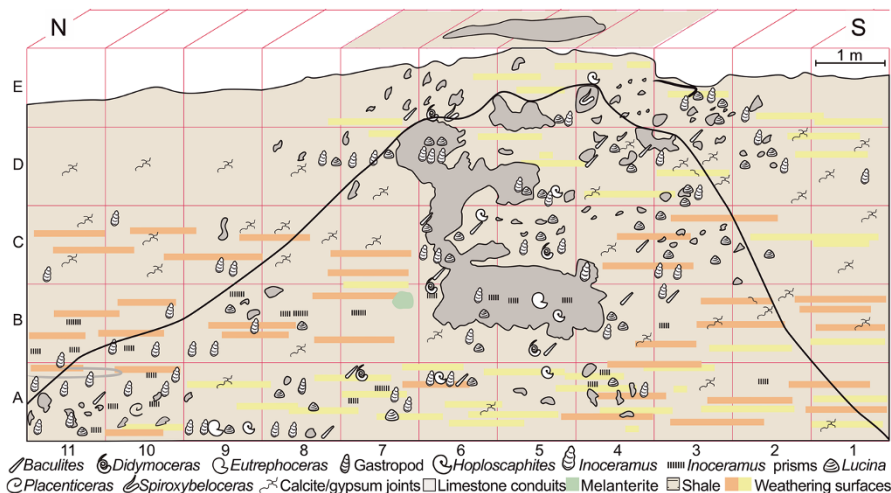 N S
1 m
E
D
C
B
A
11 10 9 8 7 6 5 4 3 2 1
Baculites Didymoceras Eutrephoceras Gastropod Hoploscaphites Inoceramus Inoceramus prisms Lucina
Placenticeras Spiroxybeloceras Calcite/gypsum joints Limestone conduits Melanterite Shale Weathering surfaces